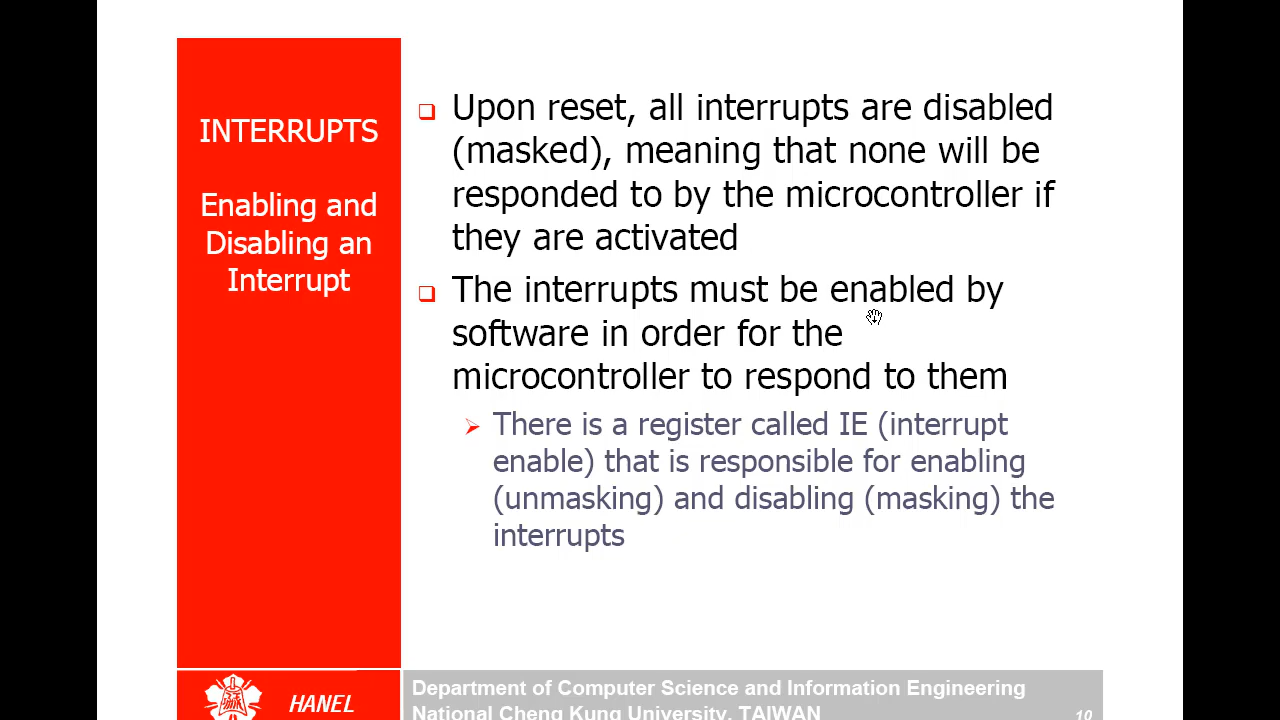 INTERRUPTS
Enabling and
Disabling an
Interrupt
Upon reset, all interrupts are disabled
(masked), meaning that none will be
responded to by the microcontroller if
they are activated
The interrupts must be enabled by
software in order for the
microcontroller to respond to them
There is a register called IE (interrupt
enable) that is responsible for enabling
(unmasking) and disabling (masking) the
interrupts
HANEL
Department of Computer Science and Information Engineering
National Cheng Kung University, TAIWAN
10